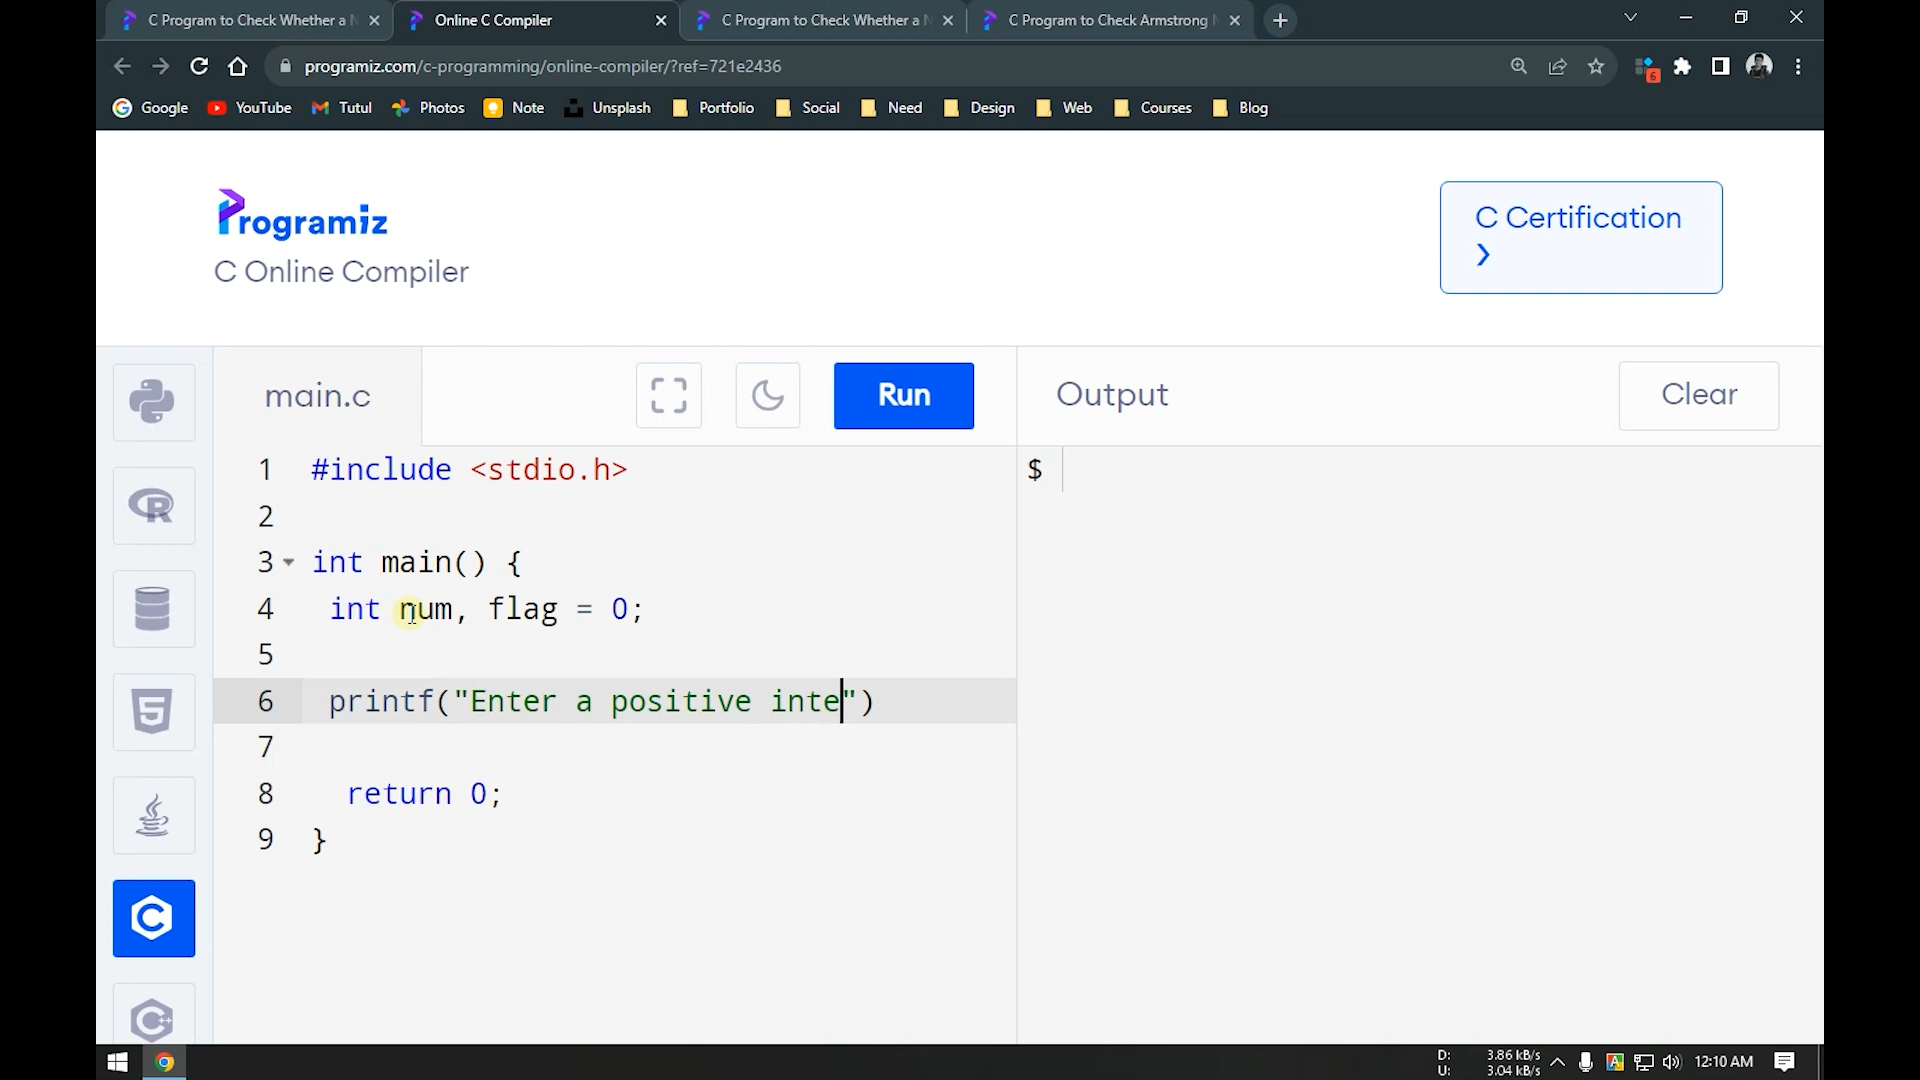 C Program to Check Whether a N
Online C Compiler
C Program to Check Whether a N
C Program to Check Armstrong N
programiz.com/c-programming/online-compiler/?ref=721e2436
6
Google YouTube Tutul Photos Note Unsplash Portfolio Social Need Design Web Courses Blog
Programiz
C Online Compiler
C Certification
main.c
Run
Output
Clear
1 #include <stdio.h>
2
3 int main() {
4 int num, flag = 0;
5
6 printf("Enter a positive inte")
7
8 return 0;
9 }
$
R
5
C
C++
D: 3.86 kB/s
U: 3.04 kB/s
A
12:10 AM